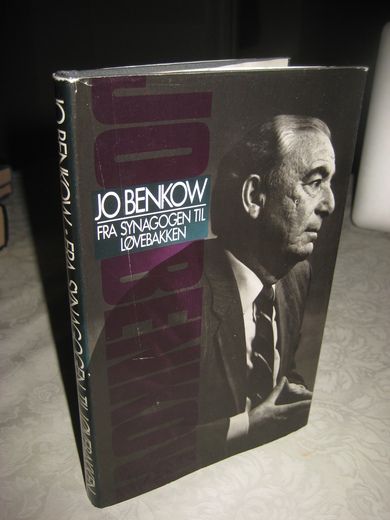 JO BENKOW
FRA SYNAGOGEN TIL
LØVEBAKKEN
JO BENKOW
JO BENKOW · FRA SYNAGOGEN TIL LØVEBAKKEN